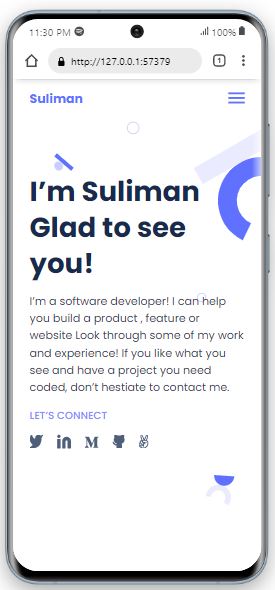 11:30 PM 100%
http://127.0.0.1:57379 1
Suliman
I’m Suliman
Glad to see
you!
I’m a software developer! I can help
you build a product , feature or
website Look through some of my work
and experience! If you like what you
see and have a project you need
coded, don’t hestiate to contact me.
LET’S CONNECT